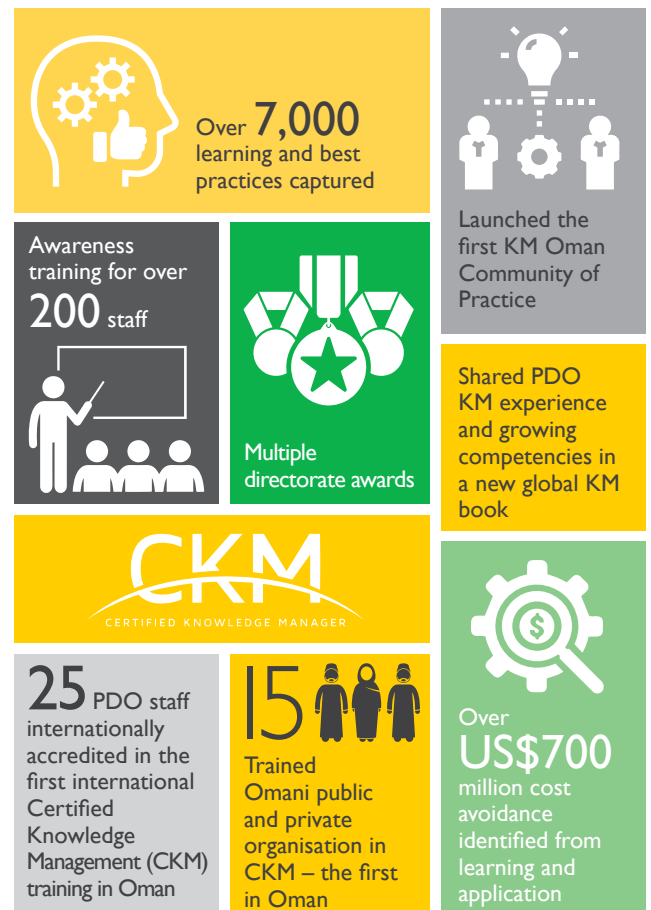 Over 7,000
learning and best
practices captured
Launched the
first KM Oman
Community of
Practice
Awareness
training for over
200 staff
Multiple
directorate awards
Shared PDO
KM experience
and growing
competencies in
a new global KM
book
CKM
CERTIFIED KNOWLEDGE MANAGER
25 PDO staff
internationally
accredited in the
first international
Certified
Knowledge
Management (CKM)
training in Oman
15
Trained
Omani public
and private
organisation in
CKM – the first
in Oman
$
Over
US$700
million cost
avoidance
identified from
learning and
application